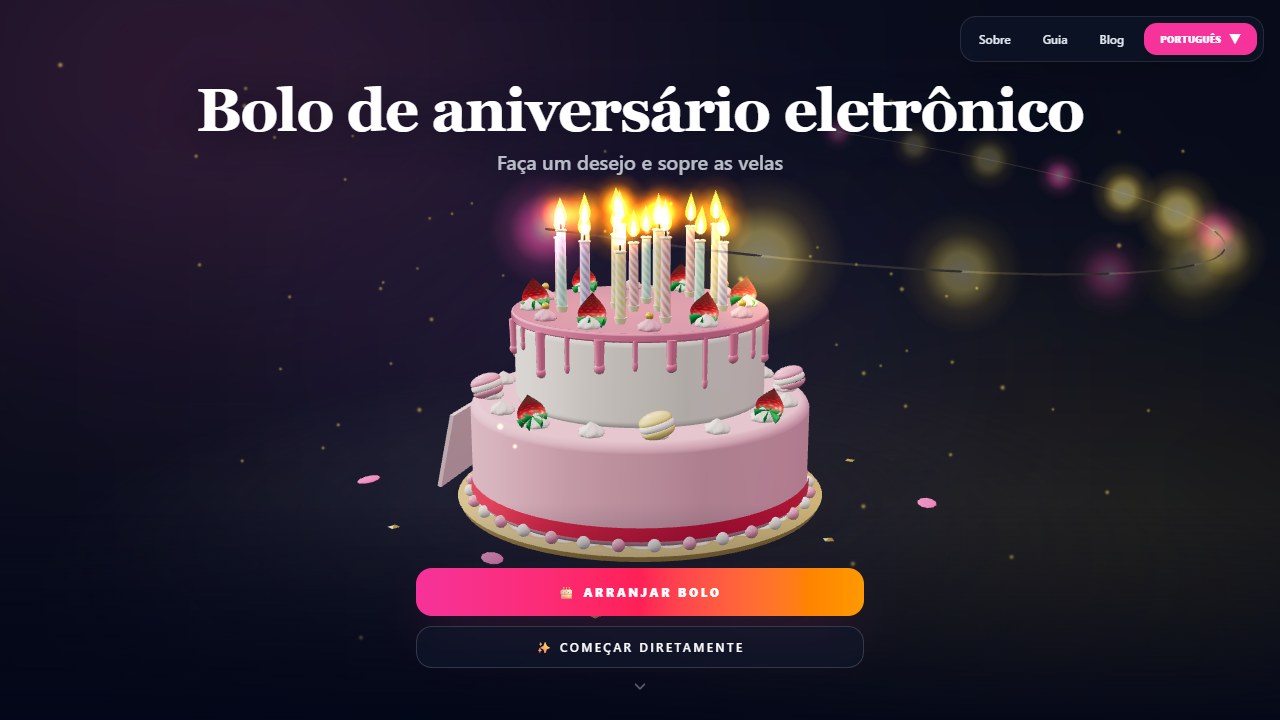 Sobre
Guia
Blog
PORTUGUÊS ▼
Bolo de aniversário eletrônico
Faça um desejo e sopre as velas
🎂 ARRANJAR BOLO
✨ COMEÇAR DIRETAMENTE